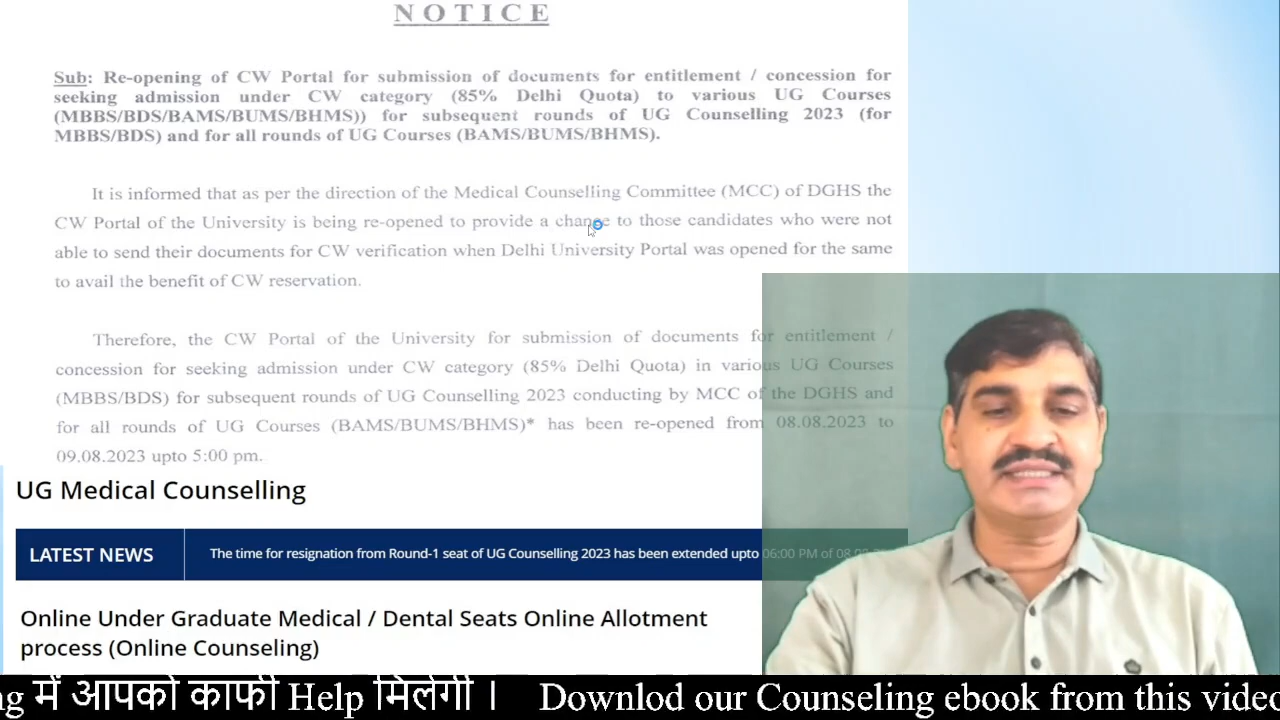 NOTICE
Sub: Re-opening of CW Portal for submission of documents for entitlement / concession for
seeking admission under CW category (85% Delhi Quota) to various UG Courses
(MBBS/BDS/BAMS/BUMS/BHMS)) for subsequent rounds of UG Counselling 2023 (for
MBBS/BDS) and for all rounds of UG Courses (BAMS/BUMS/BHMS).
It is informed that as per the direction of the Medical Counselling Committee (MCC) of DGHS the
CW Portal of the University is being re-opened to provide a change to those candidates who were not
able to send their documents for CW verification when Delhi University Portal was opened for the same
to avail the benefit of CW reservation.
Therefore, the CW Portal of the University for submission of documents for entitlement /
concession for seeking admission under CW category (85% Delhi Quota) in various UG Courses
(MBBS/BDS) for subsequent rounds of UG Counselling 2023 conducting by MCC of the DGHS and
for all rounds of UG Courses (BAMS/BUMS/BHMS)* has been re-opened from 08.08.2023 to
09.08.2023 upto 5:00 pm.
UG Medical Counselling
LATEST NEWS The time for resignation from Round-1 seat of UG Counselling 2023 has been extended upto 06:00 PM of
Online Under Graduate Medical / Dental Seats Online Allotment
process (Online Counseling)
ng में आपको काफी Help मिलेगी । Downlod our Counseling ebook from this video